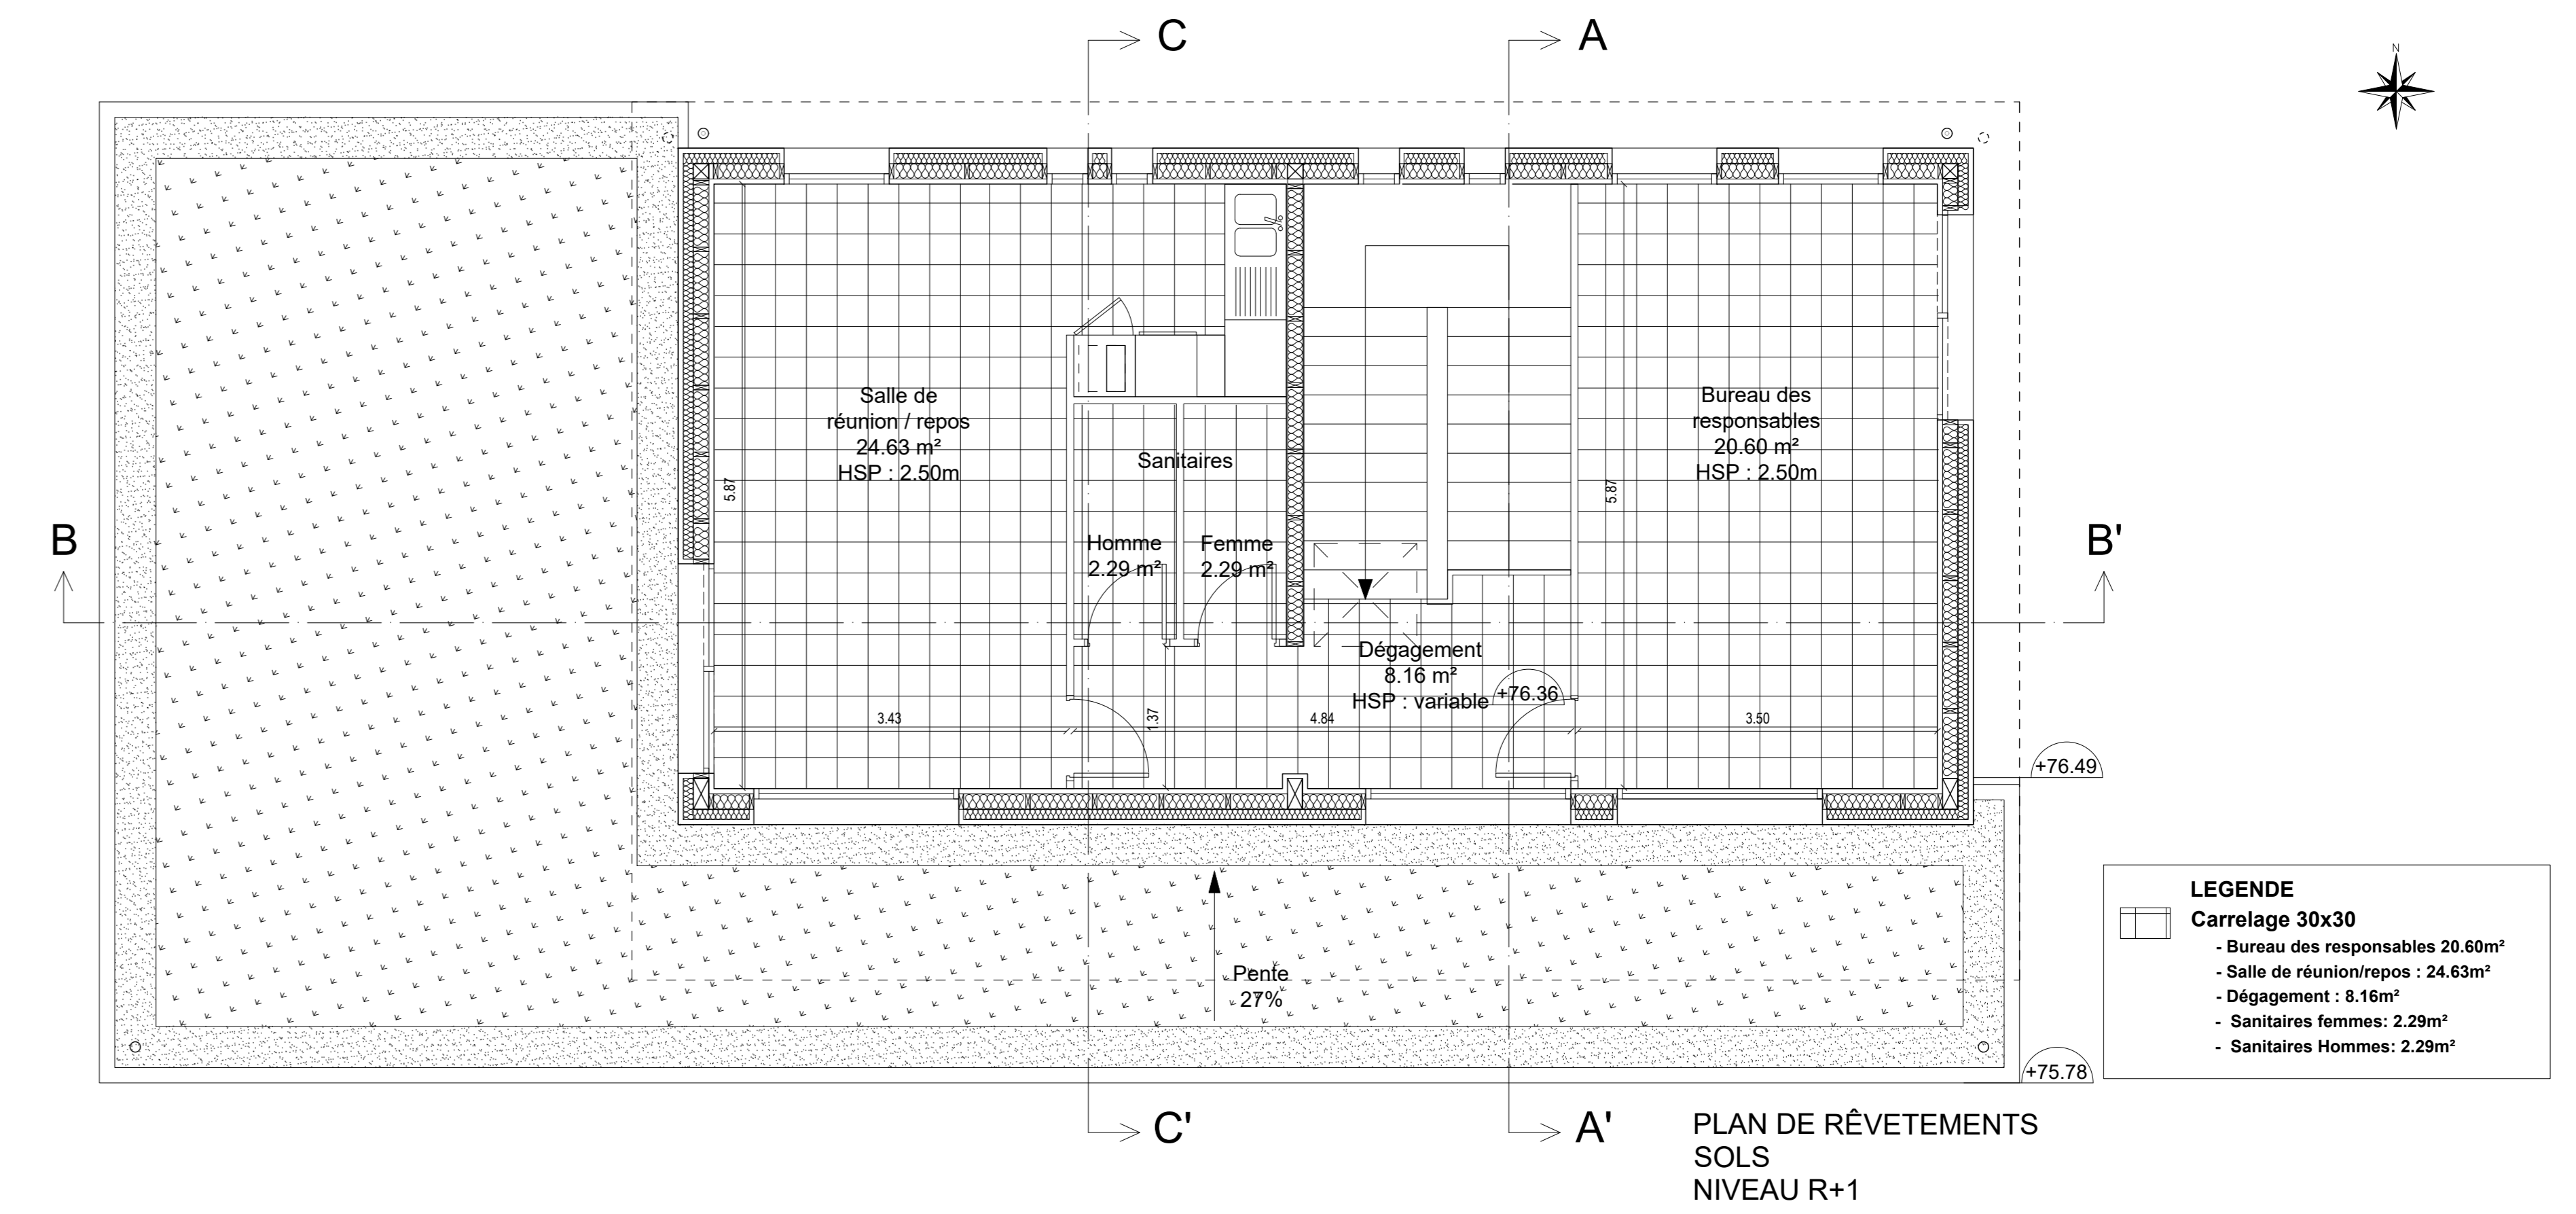 C
A
N
Salle de
réunion / repos
24.63 m²
HSP : 2.50m
Bureau des
responsables
20.60 m²
HSP : 2.50m
Sanitaires
5.87
5.87
B
B'
Homme
2.29 m²
Femme
2.29 m²
Dégagement
8.16 m²
HSP : variable
+76.36
3.43
1.37
4.84
3.50
+76.49
LEGENDE
Carrelage 30x30
- Bureau des responsables 20.60m²
- Salle de réunion/repos : 24.63m²
- Dégagement : 8.16m²
- Sanitaires femmes: 2.29m²
- Sanitaires Hommes: 2.29m²
Pente
27%
+75.78
C'
A'
PLAN DE RÊVETEMENTS
SOLS
NIVEAU R+1